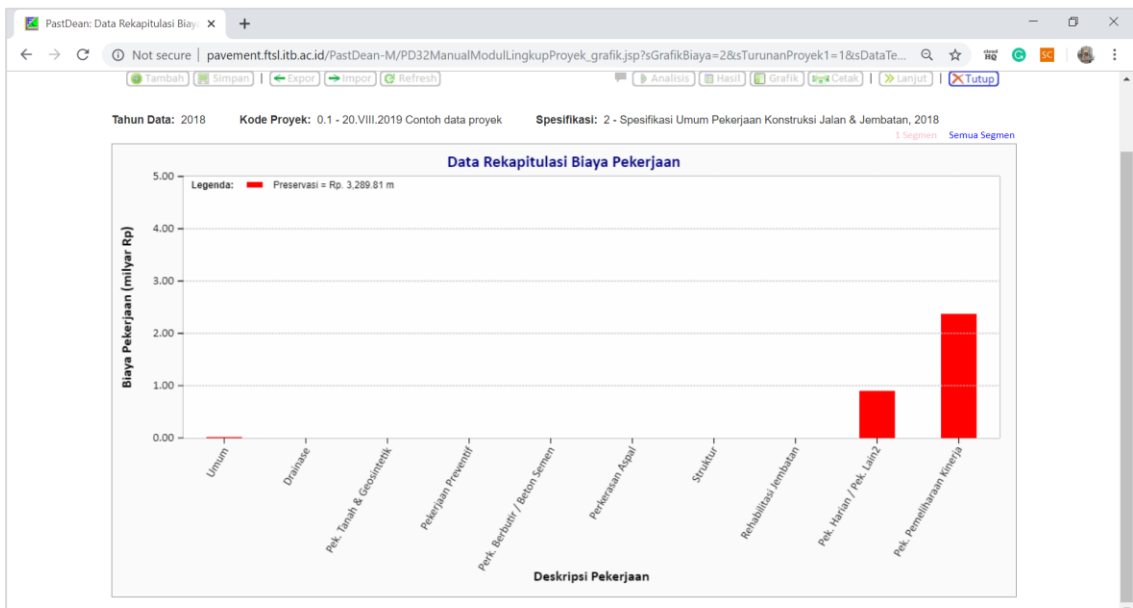 PastDean: Data Rekapitulasi Biaya
Not secure | pavement.ftsl.itb.ac.id/PastDean-M/PD32ManualModulLingkupProyek_grafik.jsp?sGrafikBiaya=2&sTurunanProyek1=1&sDataTe...
Tambah Simpan | Expor Impor Refresh Analisis Hasil Grafik Cetak | Lanjut | Tutup
Tahun Data: 2018 Kode Proyek: 0.1 - 20.VIII.2019 Contoh data proyek Spesifikasi: 2 - Spesifikasi Umum Pekerjaan Konstruksi Jalan & Jembatan, 2018
1 Segmen Semua Segmen
Data Rekapitulasi Biaya Pekerjaan
Legenda: Preservasi = Rp. 3,289.81 m
Biaya Pekerjaan (milyar Rp)
5.00
4.00
3.00
2.00
1.00
0.00
Umum
Drainase
Pek. Tanah & Geosintetik
Pekerjaan Preventif
Perk. Berbutir / Beton Semen
Perkerasan Aspal
Struktur
Rehabilitasi Jembatan
Pek. Harian / Pek. Lain2
Pek. Pemeliharaan Kinerja
Deskripsi Pekerjaan